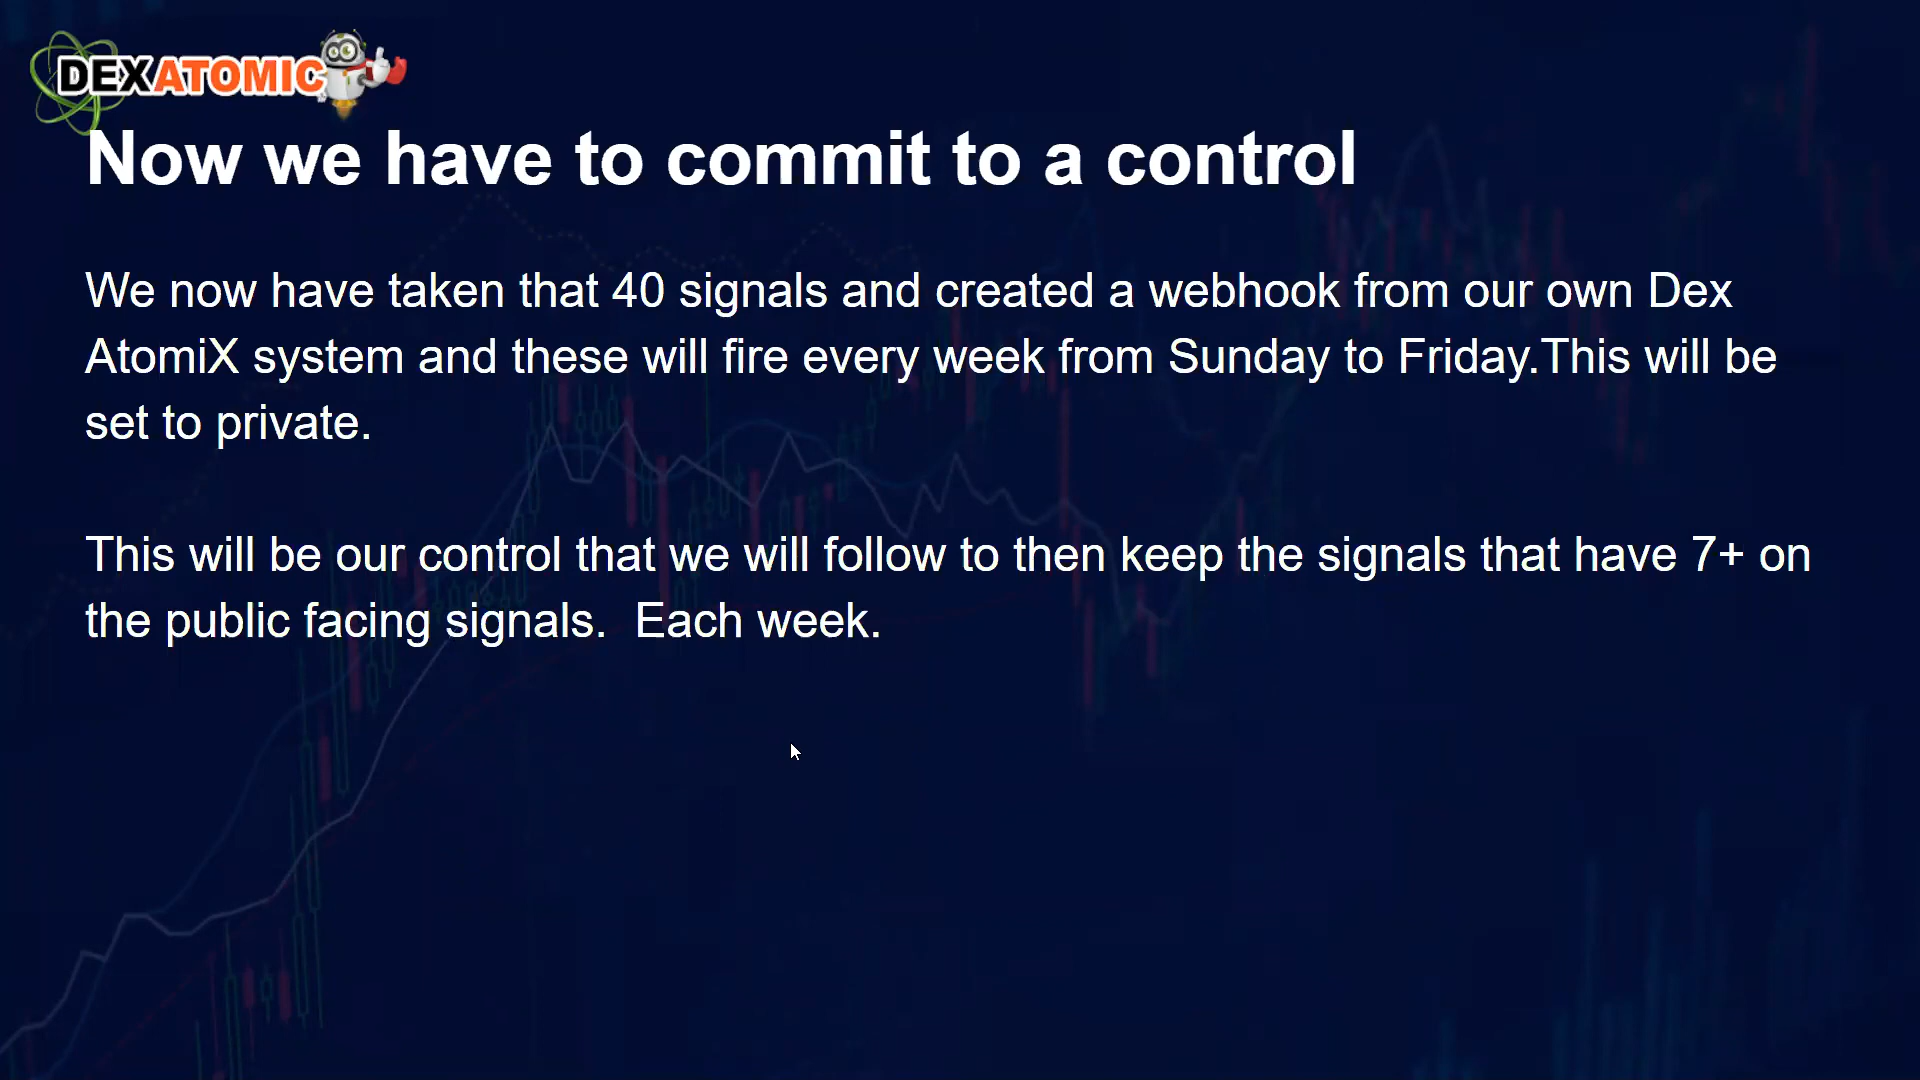 DEXATOMIC
Now we have to commit to a control
We now have taken that 40 signals and created a webhook from our own Dex
AtomiX system and these will fire every week from Sunday to Friday.This will be
set to private.
This will be our control that we will follow to then keep the signals that have 7+ on
the public facing signals.  Each week.